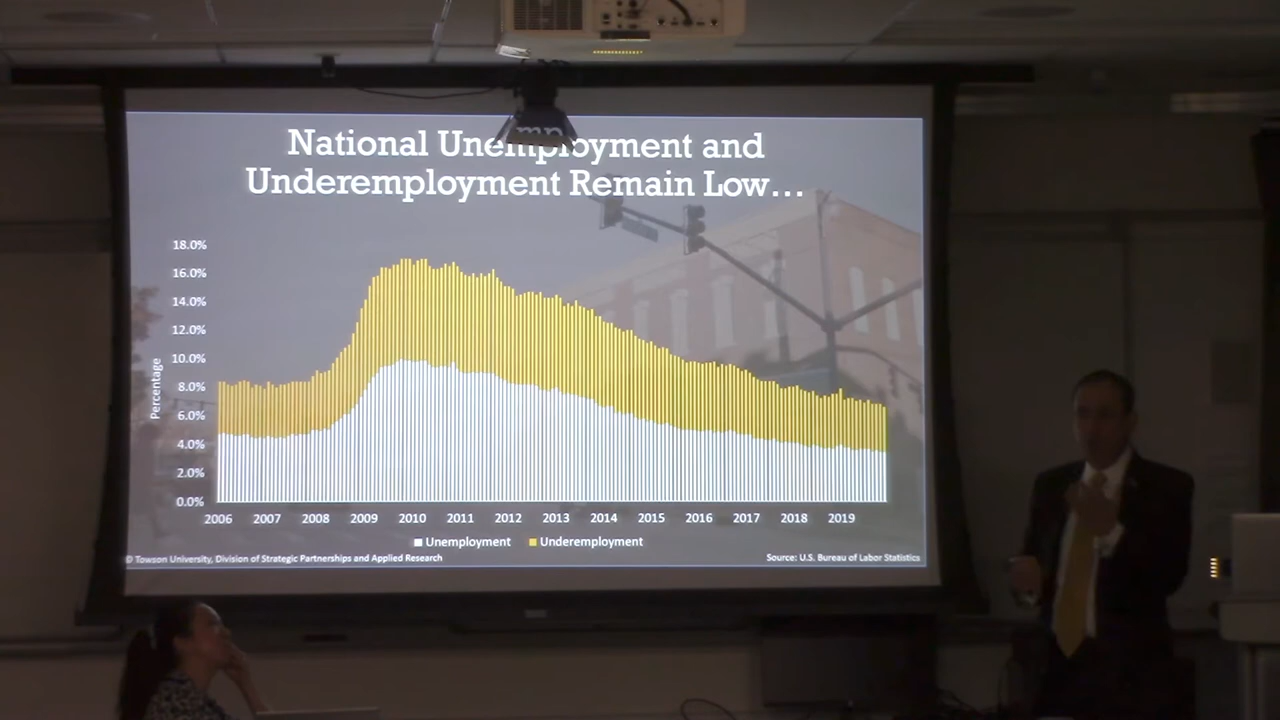 National Unemployment and
Underemployment Remain Low...
18.0%
16.0%
14.0%
12.0%
10.0%
8.0%
6.0%
4.0%
2.0%
0.0%
Percentage
2006 2007 2008 2009 2010 2011 2012 2013 2014 2015 2016 2017 2018 2019
Unemployment Underemployment
© Towson University, Division of Strategic Partnerships and Applied Research
Source: U.S. Bureau of Labor Statistics